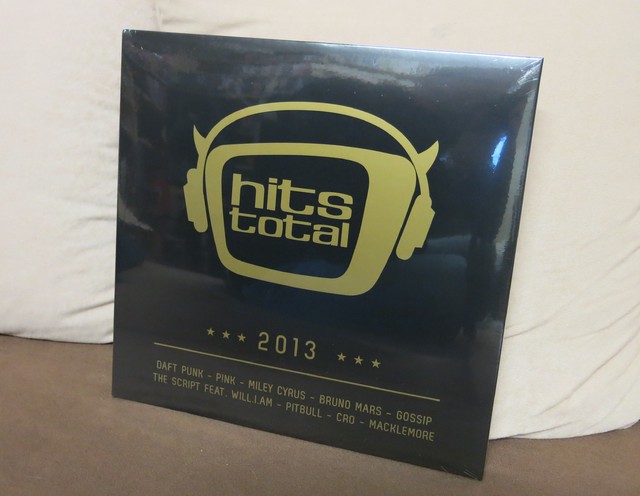 hits
total
★ ★ ★ 2013 ★ ★ ★
DAFT PUNK - PINK - MILEY CYRUS - BRUNO MARS - GOSSIP
THE SCRIPT FEAT. WILL.I.AM - PITBULL - CRO - MACKLEMORE